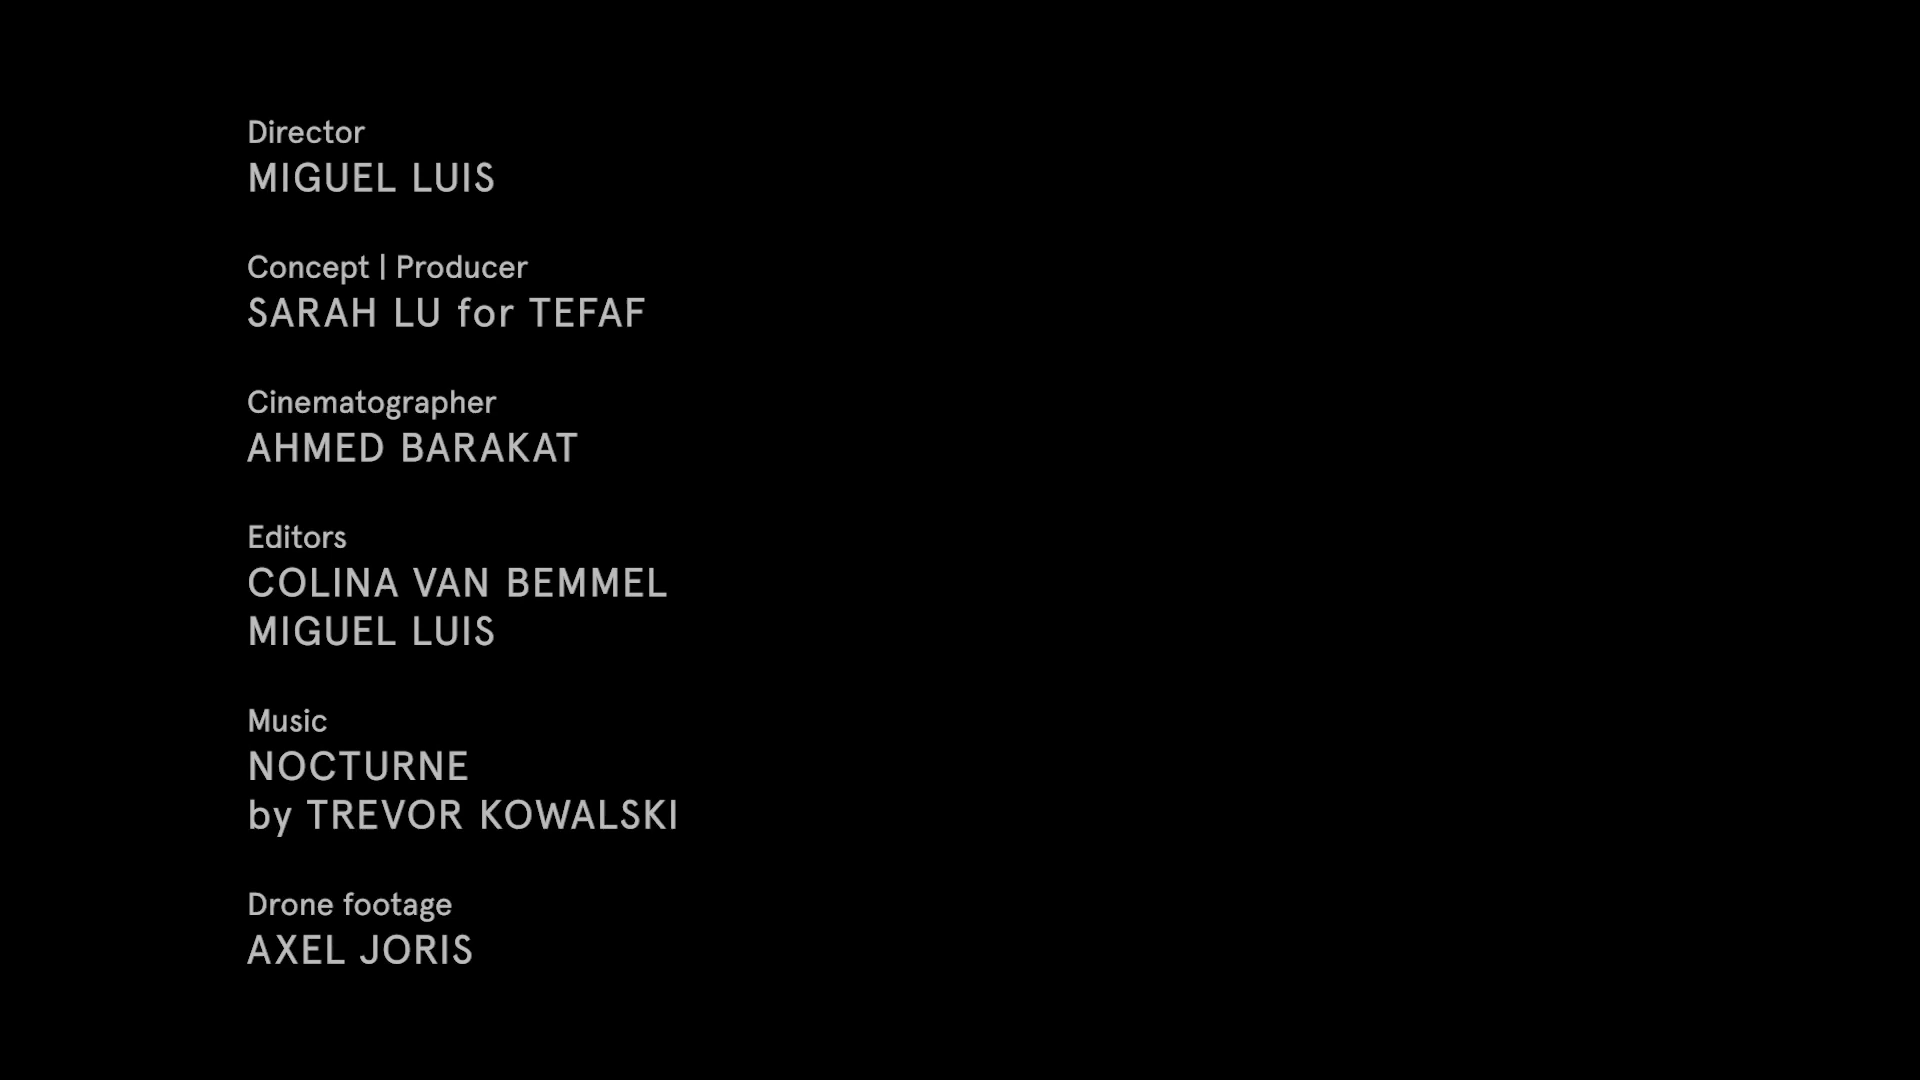 Director
MIGUEL LUIS
Concept | Producer
SARAH LU for TEFAF
Cinematographer
AHMED BARAKAT
Editors
COLINA VAN BEMMEL
MIGUEL LUIS
Music
NOCTURNE
by TREVOR KOWALSKI
Drone footage
AXEL JORIS